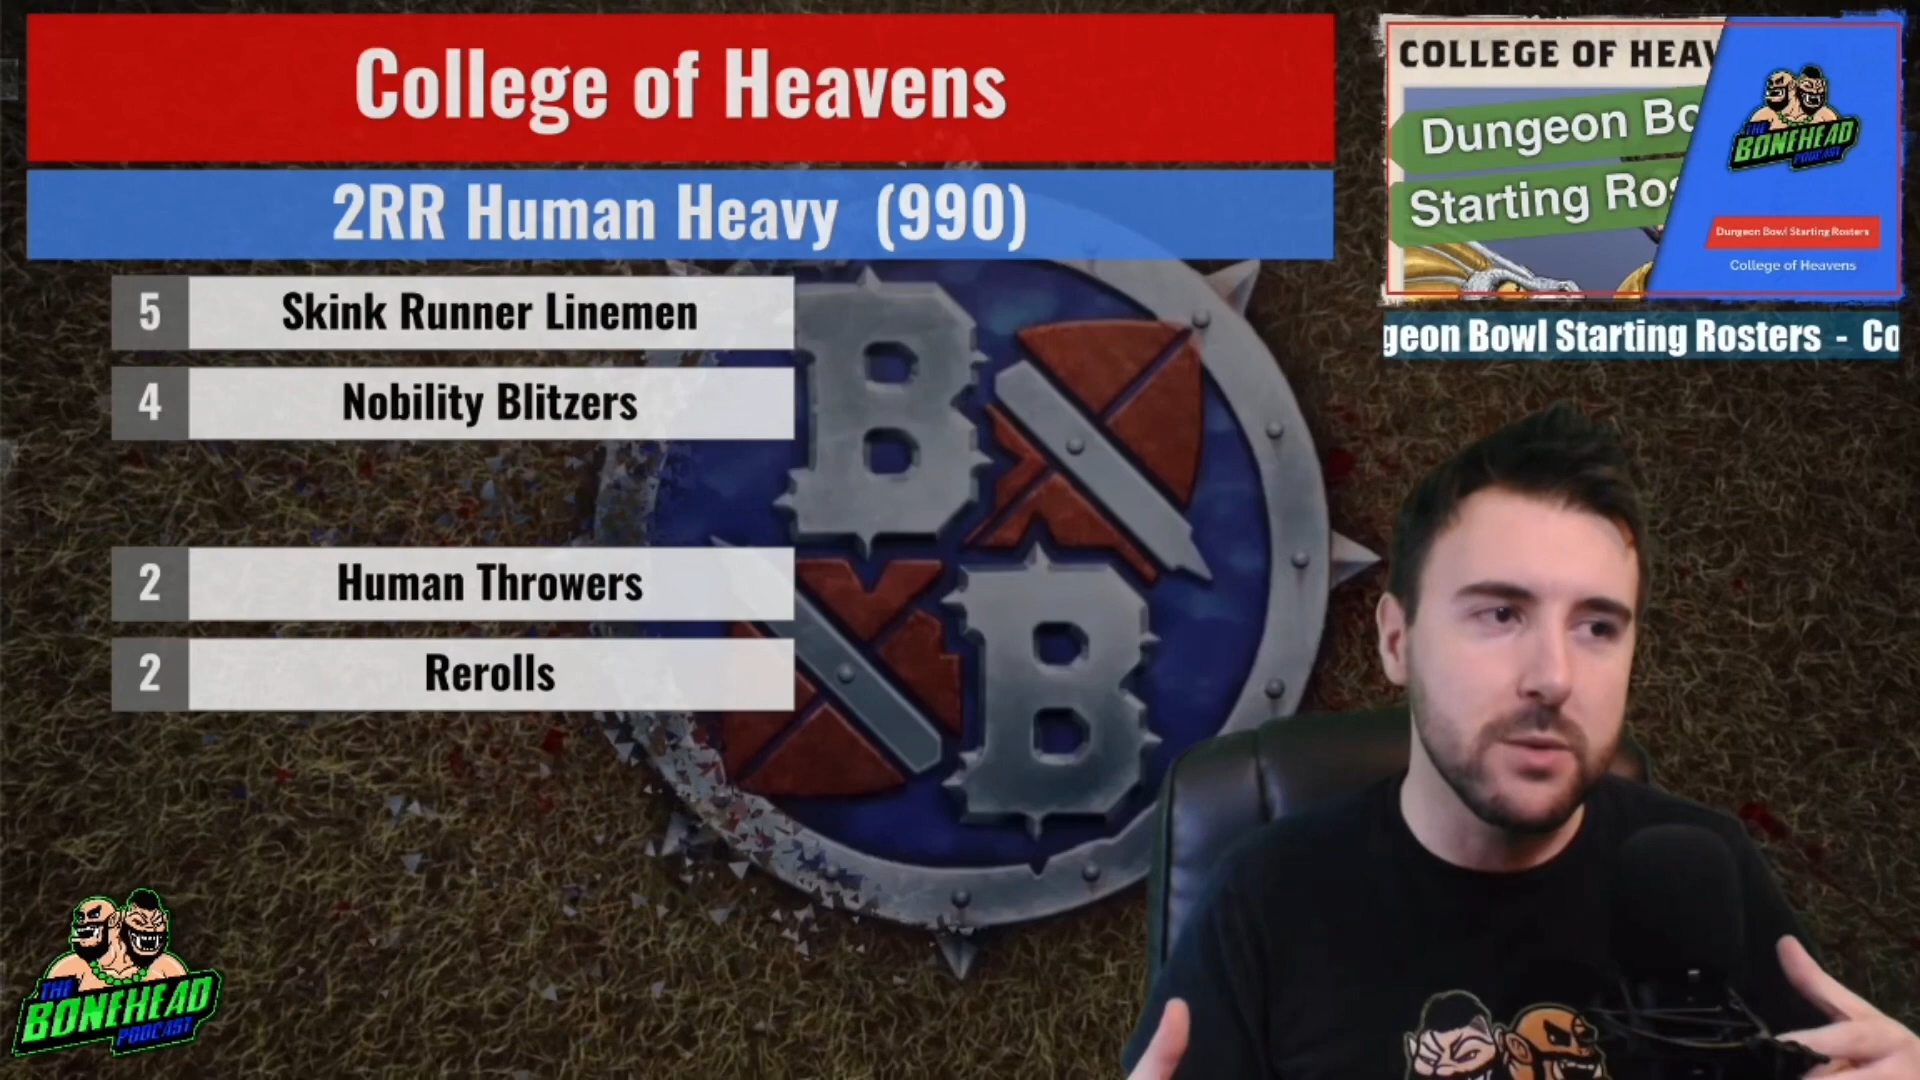 College of Heavens
2RR Human Heavy (990)
5 Skink Runner Linemen
4 Nobility Blitzers
2 Human Throwers
2 Rerolls
COLLEGE OF HEAV
Dungeon Bo
Starting Ros
THE
BONEHEAD
PODCAST
Dungeon Bowl Starting Rosters
College of Heavens
geon Bowl Starting Rosters - Co
B
B
THE
BONEHEAD
PODCAST